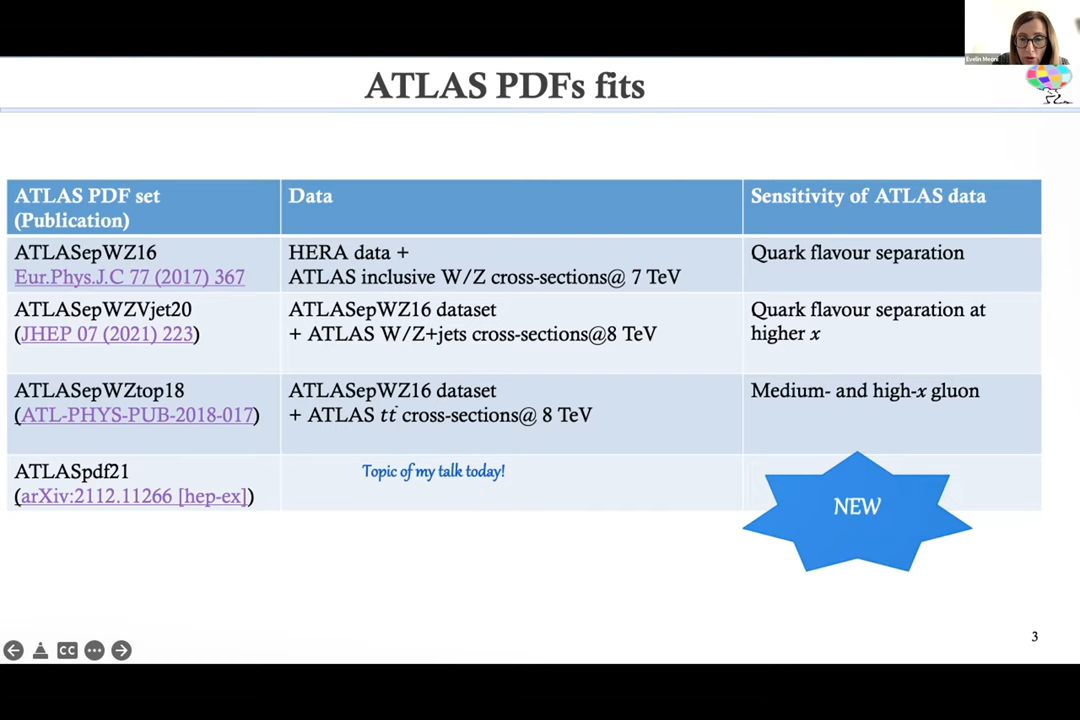 Evelin Meoni
ATLAS PDFs fits
ATLAS PDF set
(Publication)
Data
Sensitivity of ATLAS data
ATLASepWZ16
Eur.Phys.J.C 77 (2017) 367
HERA data +
ATLAS inclusive W/Z cross-sections@ 7 TeV
Quark flavour separation
ATLASepWZVjet20
(JHEP 07 (2021) 223)
ATLASepWZ16 dataset
+ ATLAS W/Z+jets cross-sections@8 TeV
Quark flavour separation at
higher x
ATLASepWZtop18
(ATL-PHYS-PUB-2018-017)
ATLASepWZ16 dataset
+ ATLAS tt̄ cross-sections@ 8 TeV
Medium- and high-x gluon
ATLASpdf21
(arXiv:2112.11266 [hep-ex])
Topic of my talk today!
NEW
3
CC